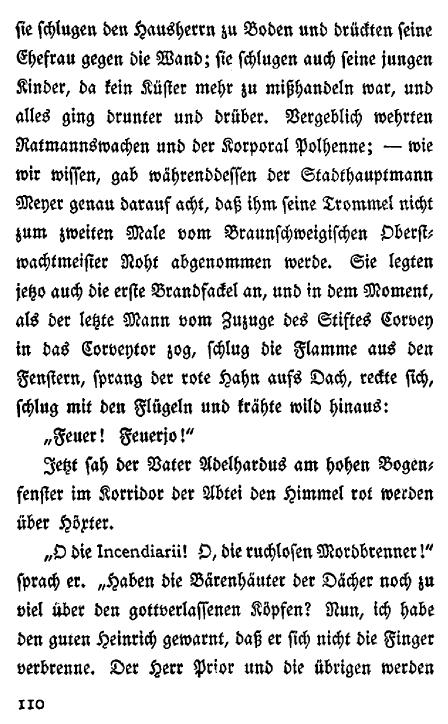 sie schlugen den Hausherrn zu Boden und drückten seine
Ehefrau gegen die Wand; sie schlugen auch seine jungen
Kinder, da kein Küster mehr zu mißhandeln war, und
alles ging drunter und drüber. Vergeblich wehrten
Ratmannswachen und der Korporal Polhenne; — wie
wir wissen, gab währenddessen der Stadthauptmann
Meyer genau darauf acht, daß ihm seine Trommel nicht
zum zweiten Male vom Braunschweigischen Oberst-
wachtmeister Noht abgenommen werde. Sie legten
jetzo auch die erste Brandfackel an, und in dem Moment,
als der letzte Mann vom Zuzuge des Stiftes Corvey
in das Corveytor zog, schlug die Flamme aus den
Fenstern, sprang der rote Hahn aufs Dach, reckte sich,
schlug mit den Flügeln und krähte wild hinaus:
„Feuer! Feuerjo!“
Jetzt sah der Vater Adelhardus am hohen Bogen-
fenster im Korridor der Abtei den Himmel rot werden
über Höxter.
„O die Incendiarii! O, die ruchlosen Mordbrenner!“
sprach er. „Haben die Bärenhäuter der Dächer noch zu
viel über den gottverlassenen Köpfen? Nun, ich habe
den guten Heinrich gewarnt, daß er sich nicht die Finger
verbrenne. Der Herr Prior und die übrigen werden
110